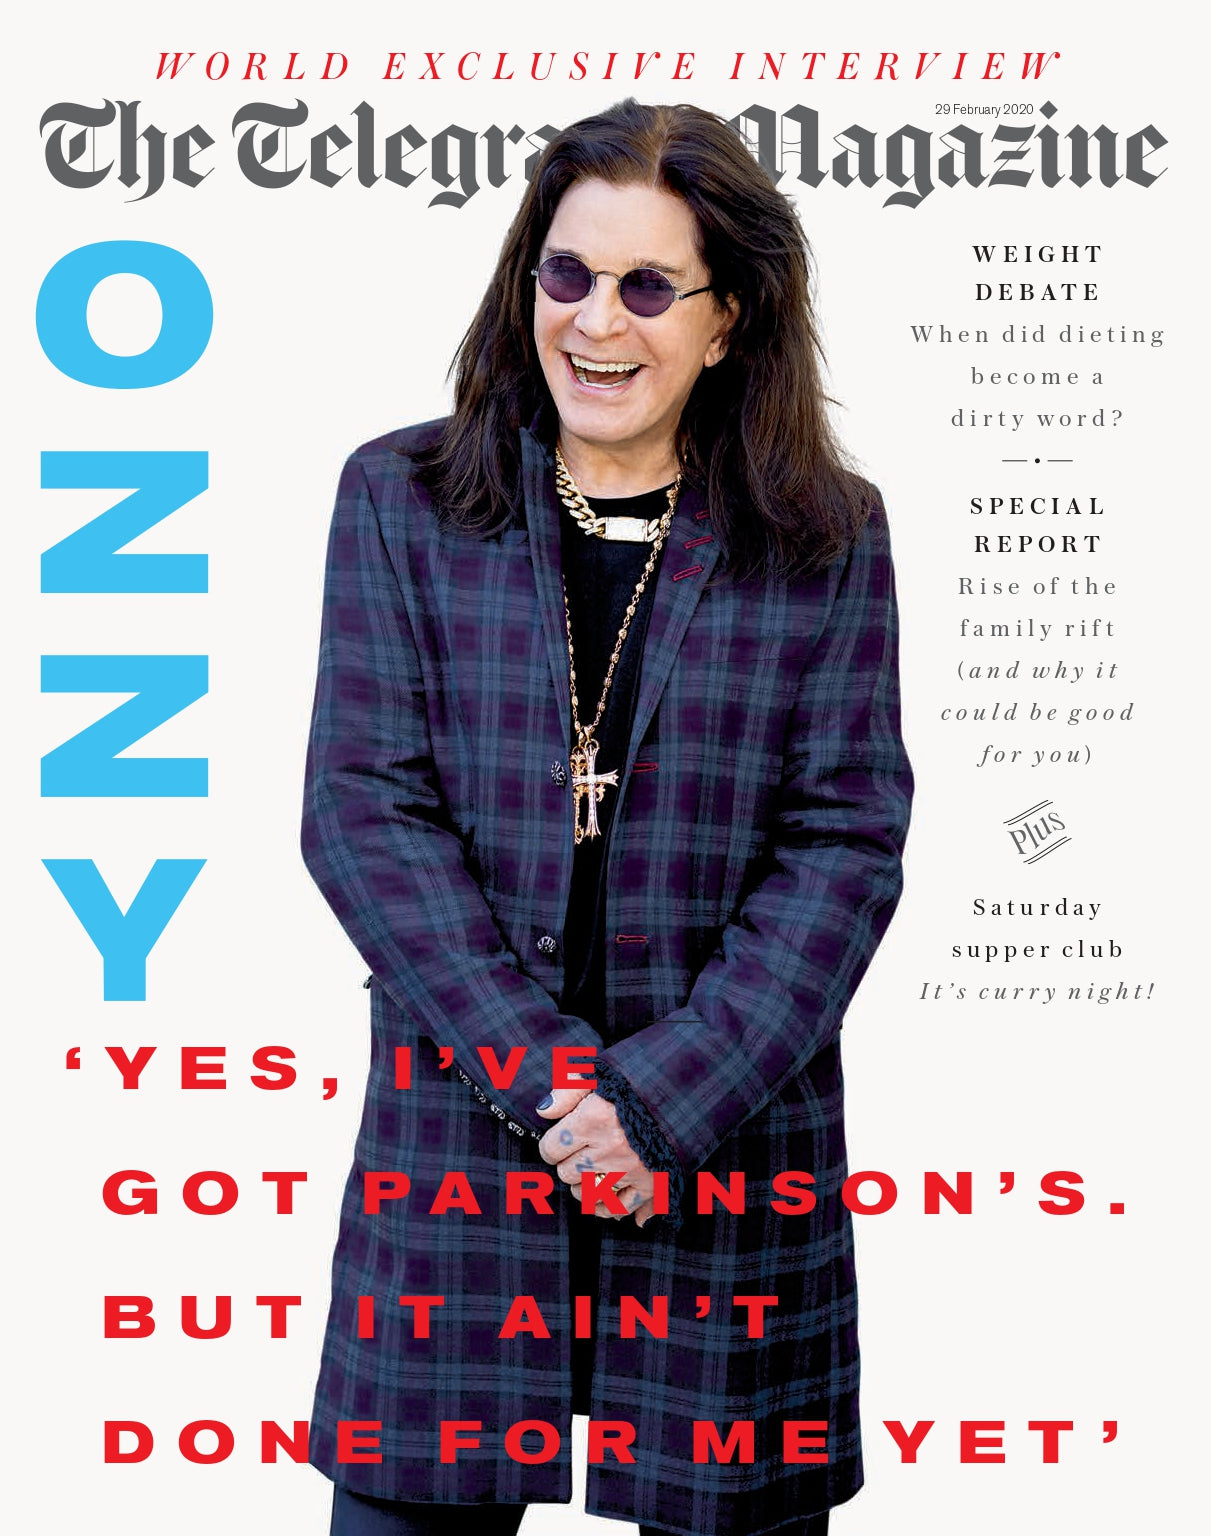 WORLD EXCLUSIVE INTERVIEW
29 February 2020
The Telegra Magazine
OZZY
WEIGHT
DEBATE
When did dieting
become a
dirty word?
SPECIAL
REPORT
Rise of the
family rift
(and why it
could be good
for you)
Plus
Saturday
supper club
It's curry night!
‘YES, I’VE
GOT PARKINSON’S.
BUT IT AIN’T
DONE FOR ME YET’